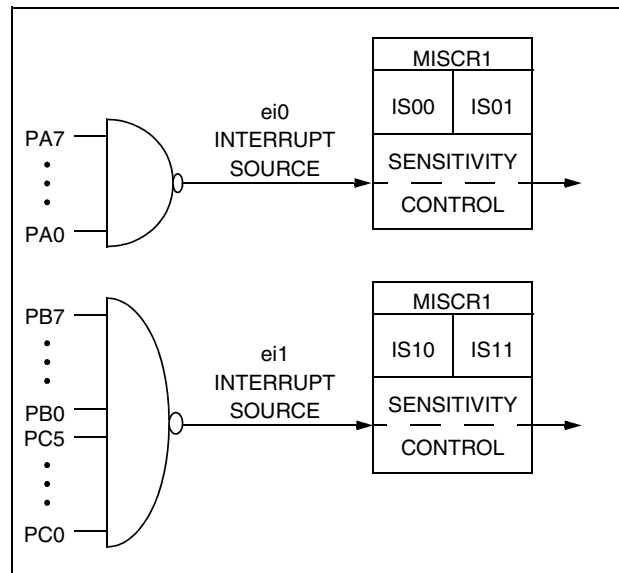 MISCR1
IS00 IS01
ei0
INTERRUPT
SOURCE
PA7
PA0
SENSITIVITY
CONTROL
MISCR1
IS10 IS11
ei1
INTERRUPT
SOURCE
PB7
PB0
PC5
PC0
SENSITIVITY
CONTROL